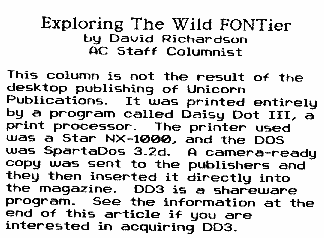 Exploring The Wild FONTier
by David Richardson
AC Staff Columnist
This column is not the result of the
desktop publishing of Unicorn
Publications. It was printed entirely
by a program called Daisy Dot III, a
print processor. The printer used
was a Star NX-1000, and the DOS
was SpartaDos 3.2d. A camera-ready
copy was sent to the publishers and
they then inserted it directly into
the magazine. DD3 is a shareware
program. See the information at the
end of this article if you are
interested in acquiring DD3.